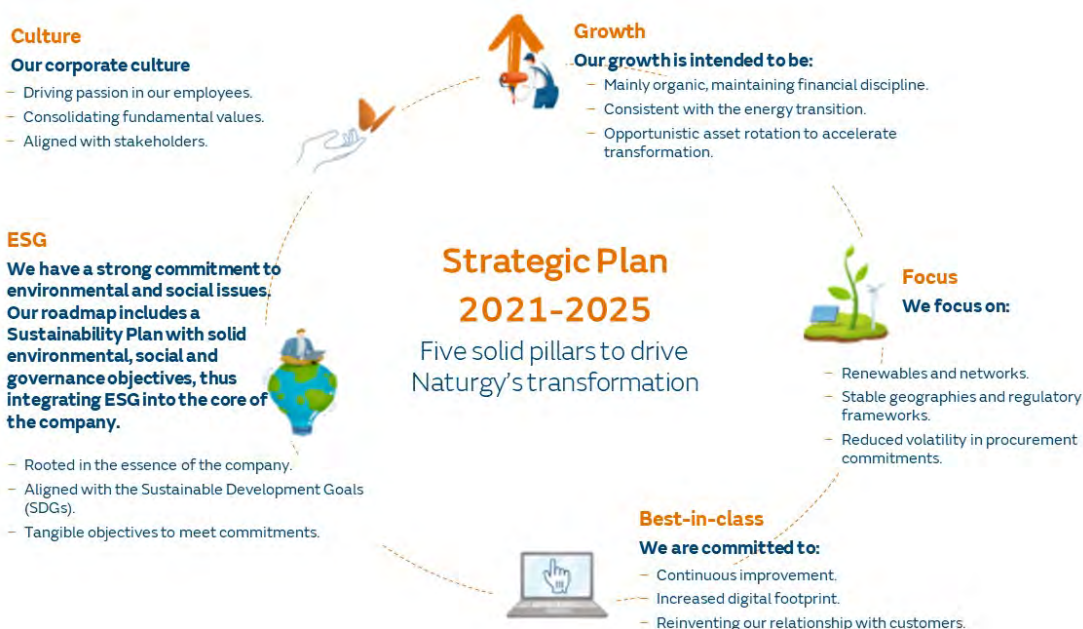 Culture
Our corporate culture
– Driving passion in our employees.
– Consolidating fundamental values.
– Aligned with stakeholders.
Growth
Our growth is intended to be:
– Mainly organic, maintaining financial discipline.
– Consistent with the energy transition.
– Opportunistic asset rotation to accelerate
transformation.
ESG
We have a strong commitment to
environmental and social issues.
Our roadmap includes a
Sustainability Plan with solid
environmental, social and
governance objectives, thus
integrating ESG into the core of
the company.
– Rooted in the essence of the company.
– Aligned with the Sustainable Development Goals
(SDGs).
– Tangible objectives to meet commitments.
Strategic Plan
2021-2025
Five solid pillars to drive
Naturgy's transformation
Focus
We focus on:
– Renewables and networks.
– Stable geographies and regulatory
frameworks.
– Reduced volatility in procurement
commitments.
Best-in-class
We are committed to:
– Continuous improvement.
– Increased digital footprint.
– Reinventing our relationship with customers.